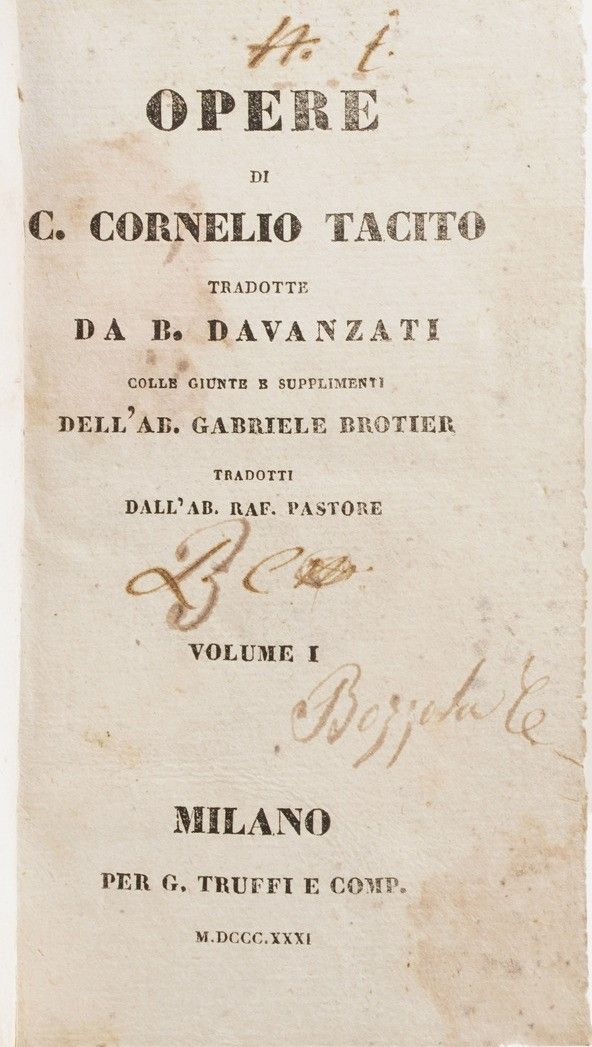 OPERE
DI
C. CORNELIO TACITO
TRADOTTE
DA B. DAVANZATI
COLLE GIUNTE E SUPPLIMENTI
DELL'AB. GABRIELE BROTIER
TRADOTTI
DALL'AB. RAF. PASTORE
VOLUME I
MILANO
PER G. TRUFFI E COMP.
M.DCCC.XXXI